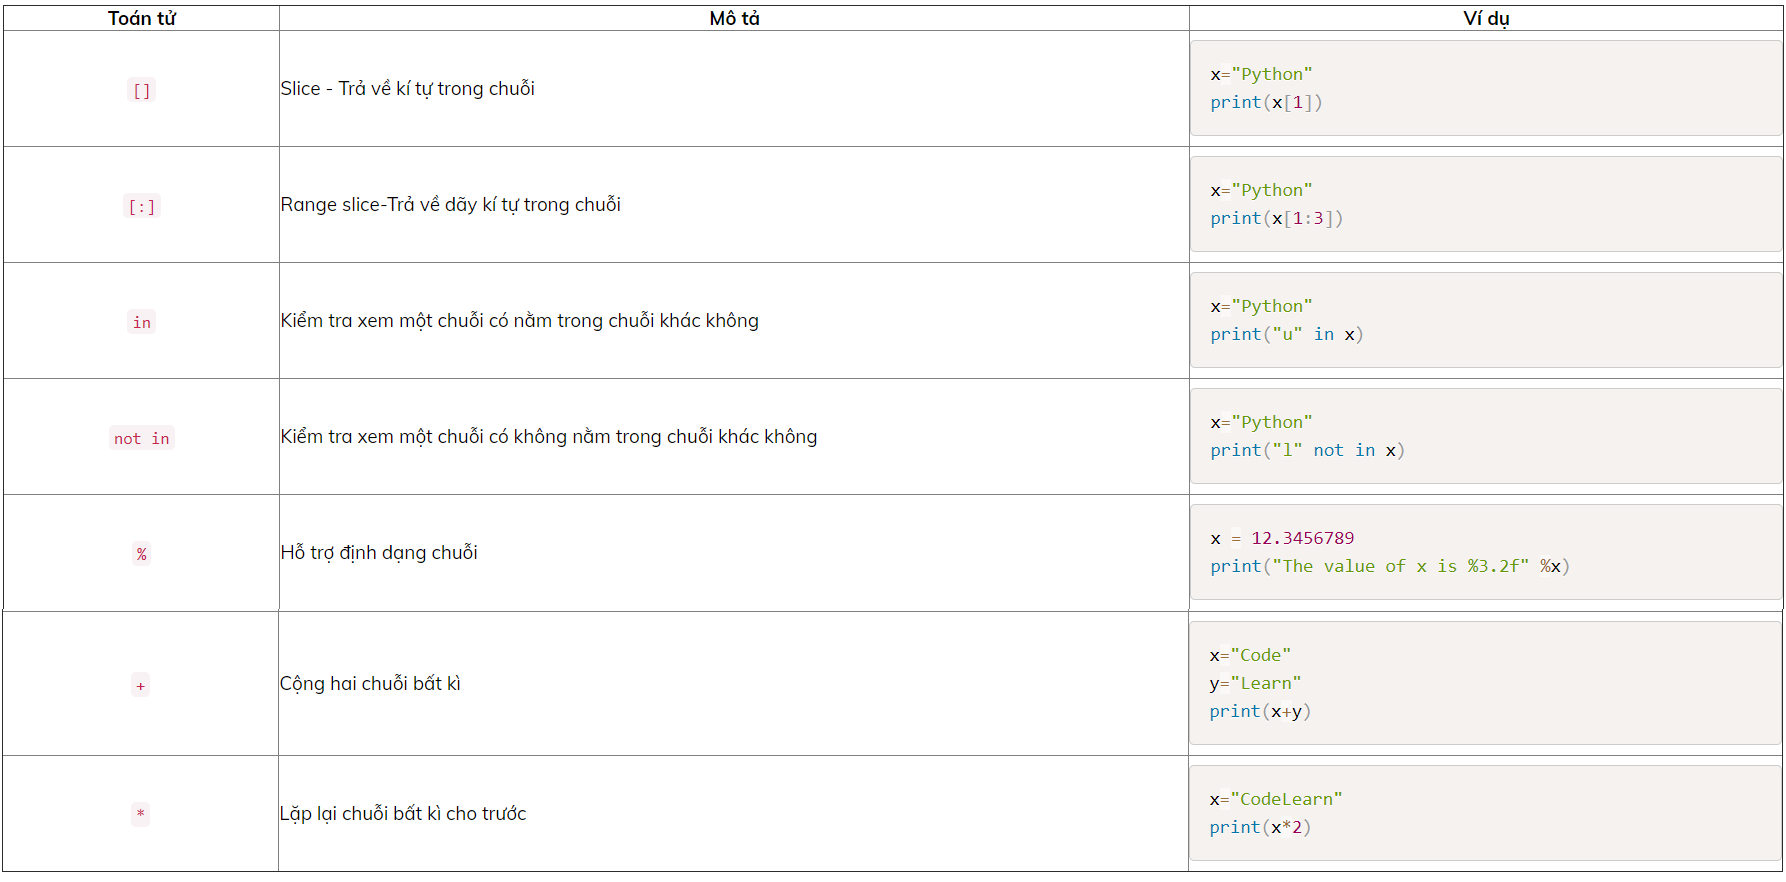 Toán tử Mô tả Ví dụ
[] Slice - Trả về kí tự trong chuỗi
x="Python"
print(x[1])
[:] Range slice-Trả về dãy kí tự trong chuỗi
x="Python"
print(x[1:3])
in Kiểm tra xem một chuỗi có nằm trong chuỗi khác không
x="Python"
print("u" in x)
not in Kiểm tra xem một chuỗi có không nằm trong chuỗi khác không
x="Python"
print("l" not in x)
% Hỗ trợ định dạng chuỗi
x = 12.3456789
print("The value of x is %3.2f" %x)
+ Cộng hai chuỗi bất kì
x="Code"
y="Learn"
print(x+y)
* Lặp lại chuỗi bất kì cho trước
x="CodeLearn"
print(x*2)